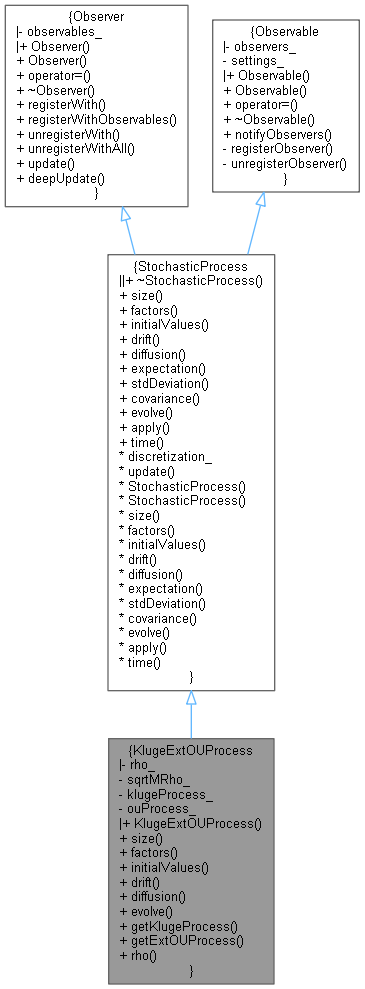 {Observer
|- observables_
|+ Observer()
+ Observer()
+ operator=()
+ ~Observer()
+ registerWith()
+ registerWithObservables()
+ unregisterWith()
+ unregisterWithAll()
+ update()
+ deepUpdate()
}
{Observable
|- observers_
- settings_
|+ Observable()
+ Observable()
+ operator=()
+ ~Observable()
+ notifyObservers()
- registerObserver()
- unregisterObserver()
}
{StochasticProcess
||+ ~StochasticProcess()
+ size()
+ factors()
+ initialValues()
+ drift()
+ diffusion()
+ expectation()
+ stdDeviation()
+ covariance()
+ evolve()
+ apply()
+ time()
* discretization_
* update()
* StochasticProcess()
* StochasticProcess()
* size()
* factors()
* initialValues()
* drift()
* diffusion()
* expectation()
* stdDeviation()
* covariance()
* evolve()
* apply()
* time()
}
{KlugeExtOUProcess
|- rho_
- sqrtMRho_
- klugeProcess_
- ouProcess_
|+ KlugeExtOUProcess()
+ size()
+ factors()
+ initialValues()
+ drift()
+ diffusion()
+ evolve()
+ getKlugeProcess()
+ getExtOUProcess()
+ rho()
}